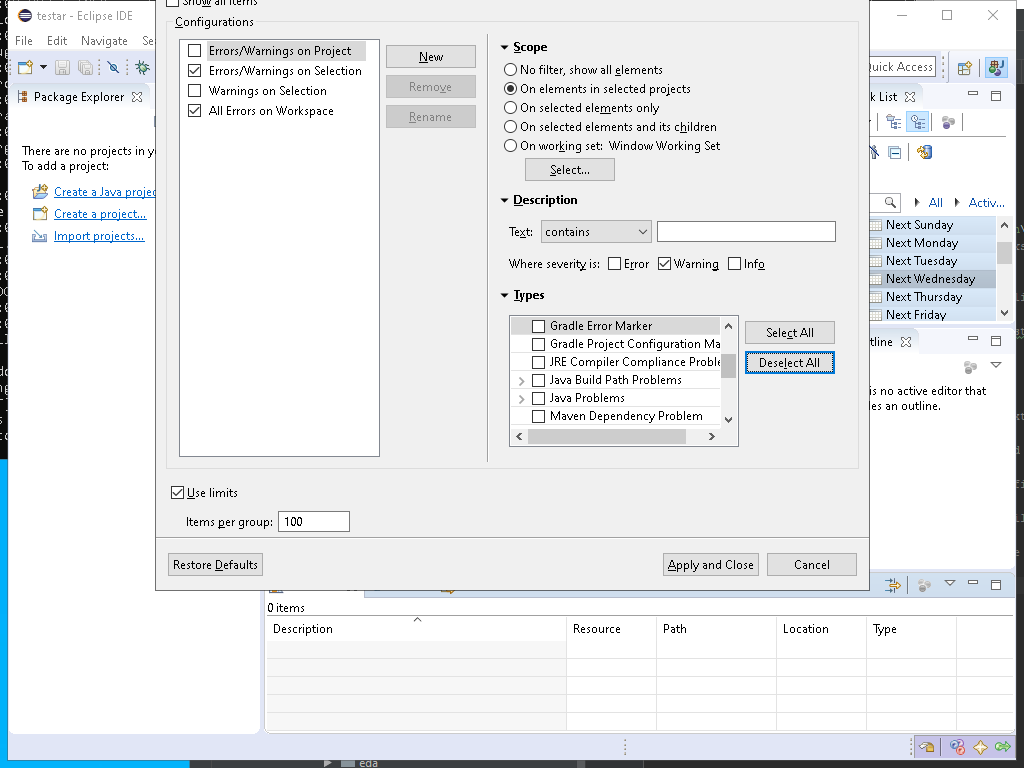 testar - Eclipse IDE
Show all items
File Edit Navigate
Configurations
Errors/Warnings on Project
Errors/Warnings on Selection
Warnings on Selection
All Errors on Workspace
New
Remove
Rename
Scope
No filter, show all elements
On elements in selected projects
On selected elements only
On selected elements and its children
On working set: Window Working Set
Select...
Description
Text: contains
Where severity is: Error Warning Info
Types
Gradle Error Marker
Gradle Project Configuration Ma
JRE Compiler Compliance Proble
Java Build Path Problems
Java Problems
Maven Dependency Problem
Select All
Deselect All
Use limits
Items per group: 100
Restore Defaults
Apply and Close
Cancel
Package Explorer
There are no projects in y
To add a project:
Create a Java projec
Create a project...
Import projects...
Quick Access
k List
All Activ...
Next Sunday
Next Monday
Next Tuesday
Next Wednesday
Next Thursday
Next Friday
tline
is no active editor that
des an outline.
0 items
Description Resource Path Location Type
eda